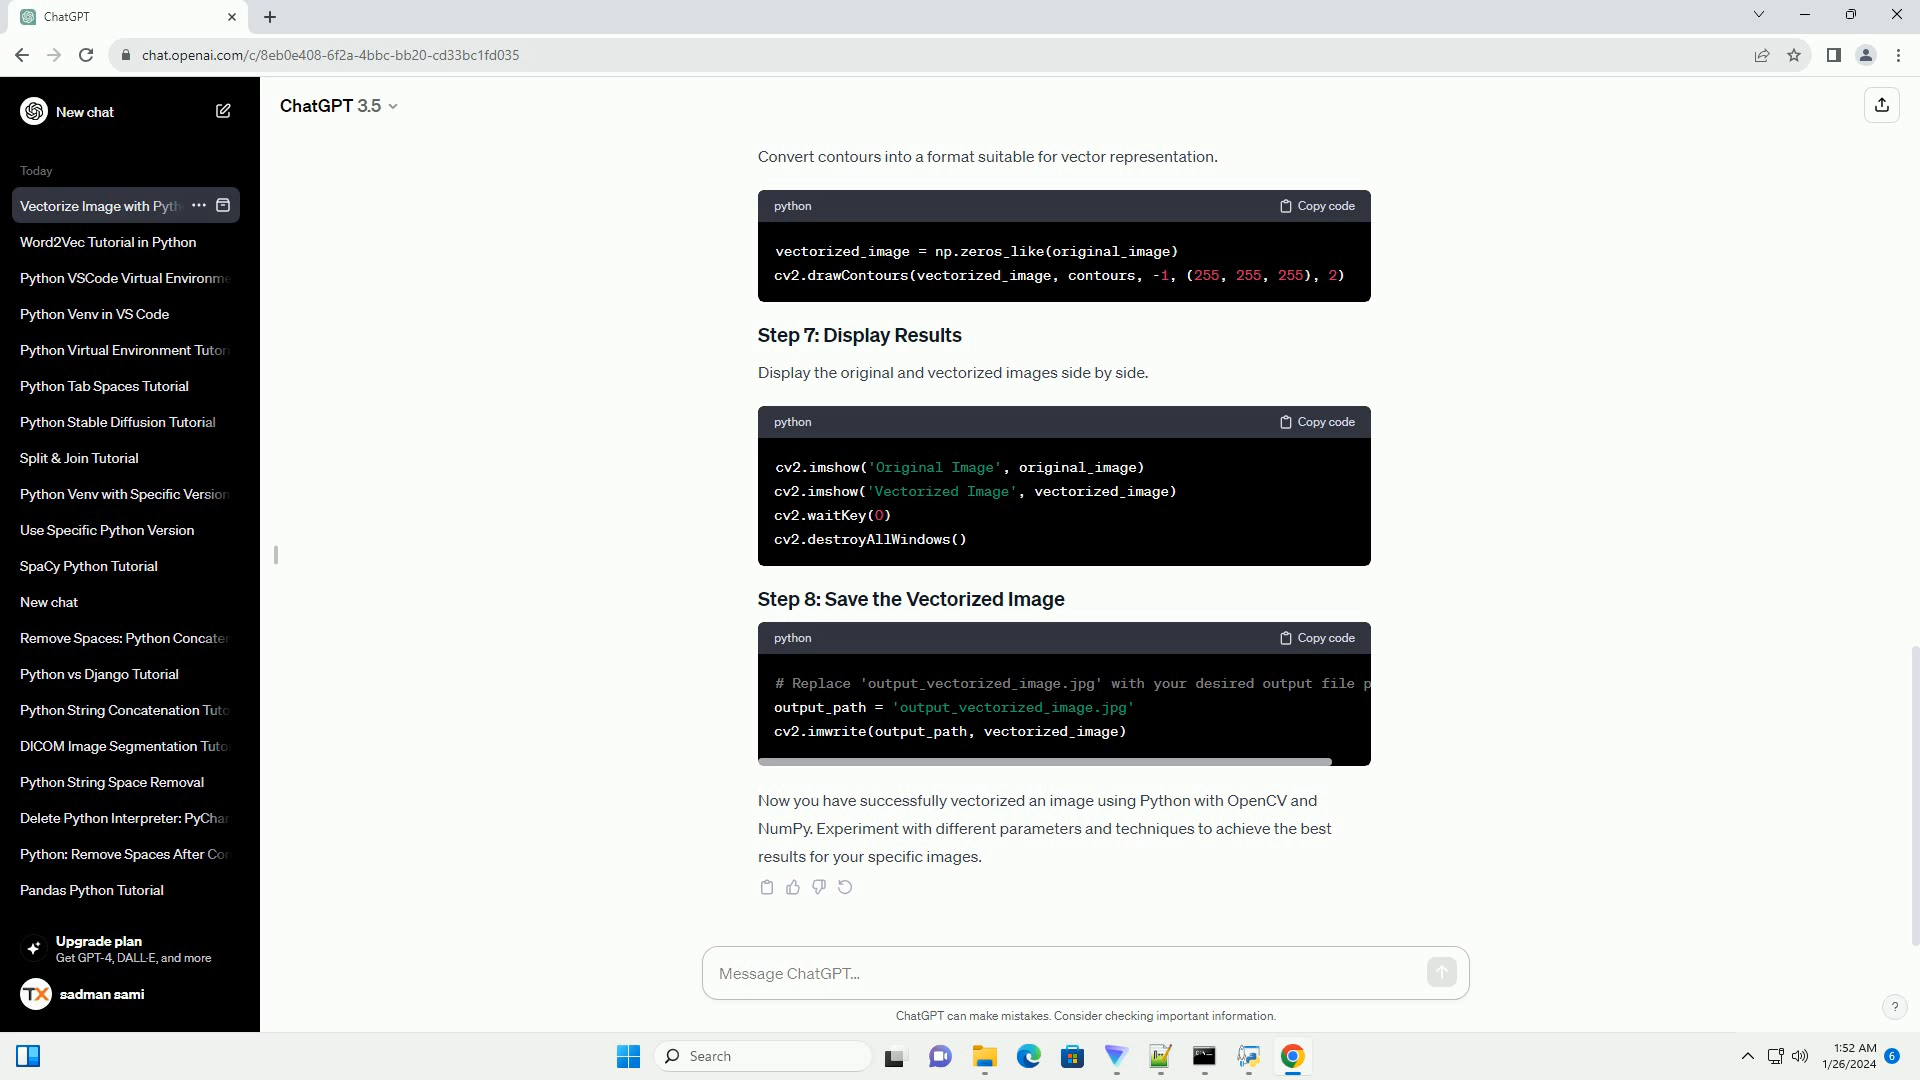 ChatGPT
chat.openai.com/c/8eb0e408-6f2a-4bbc-bb20-cd33bc1fd035
New chat
Today
Vectorize Image with Pyth
Word2Vec Tutorial in Python
Python VSCode Virtual Environme
Python Venv in VS Code
Python Virtual Environment Tutori
Python Tab Spaces Tutorial
Python Stable Diffusion Tutorial
Split & Join Tutorial
Python Venv with Specific Version
Use Specific Python Version
SpaCy Python Tutorial
New chat
Remove Spaces: Python Concaten
Python vs Django Tutorial
Python String Concatenation Tuto
DICOM Image Segmentation Tuto
Python String Space Removal
Delete Python Interpreter: PyChar
Python: Remove Spaces After Com
Pandas Python Tutorial
Upgrade plan
Get GPT-4, DALL·E, and more
TX sadman sami
ChatGPT 3.5
Convert contours into a format suitable for vector representation.
python Copy code
vectorized_image = np.zeros_like(original_image)
cv2.drawContours(vectorized_image, contours, -1, (255, 255, 255), 2)
Step 7: Display Results
Display the original and vectorized images side by side.
python Copy code
cv2.imshow('Original Image', original_image)
cv2.imshow('Vectorized Image', vectorized_image)
cv2.waitKey(0)
cv2.destroyAllWindows()
Step 8: Save the Vectorized Image
python Copy code
# Replace 'output_vectorized_image.jpg' with your desired output file p
output_path = 'output_vectorized_image.jpg'
cv2.imwrite(output_path, vectorized_image)
Now you have successfully vectorized an image using Python with OpenCV and
NumPy. Experiment with different parameters and techniques to achieve the best
results for your specific images.
Message ChatGPT...
ChatGPT can make mistakes. Consider checking important information.
?
Search
1:52 AM
1/26/2024
6